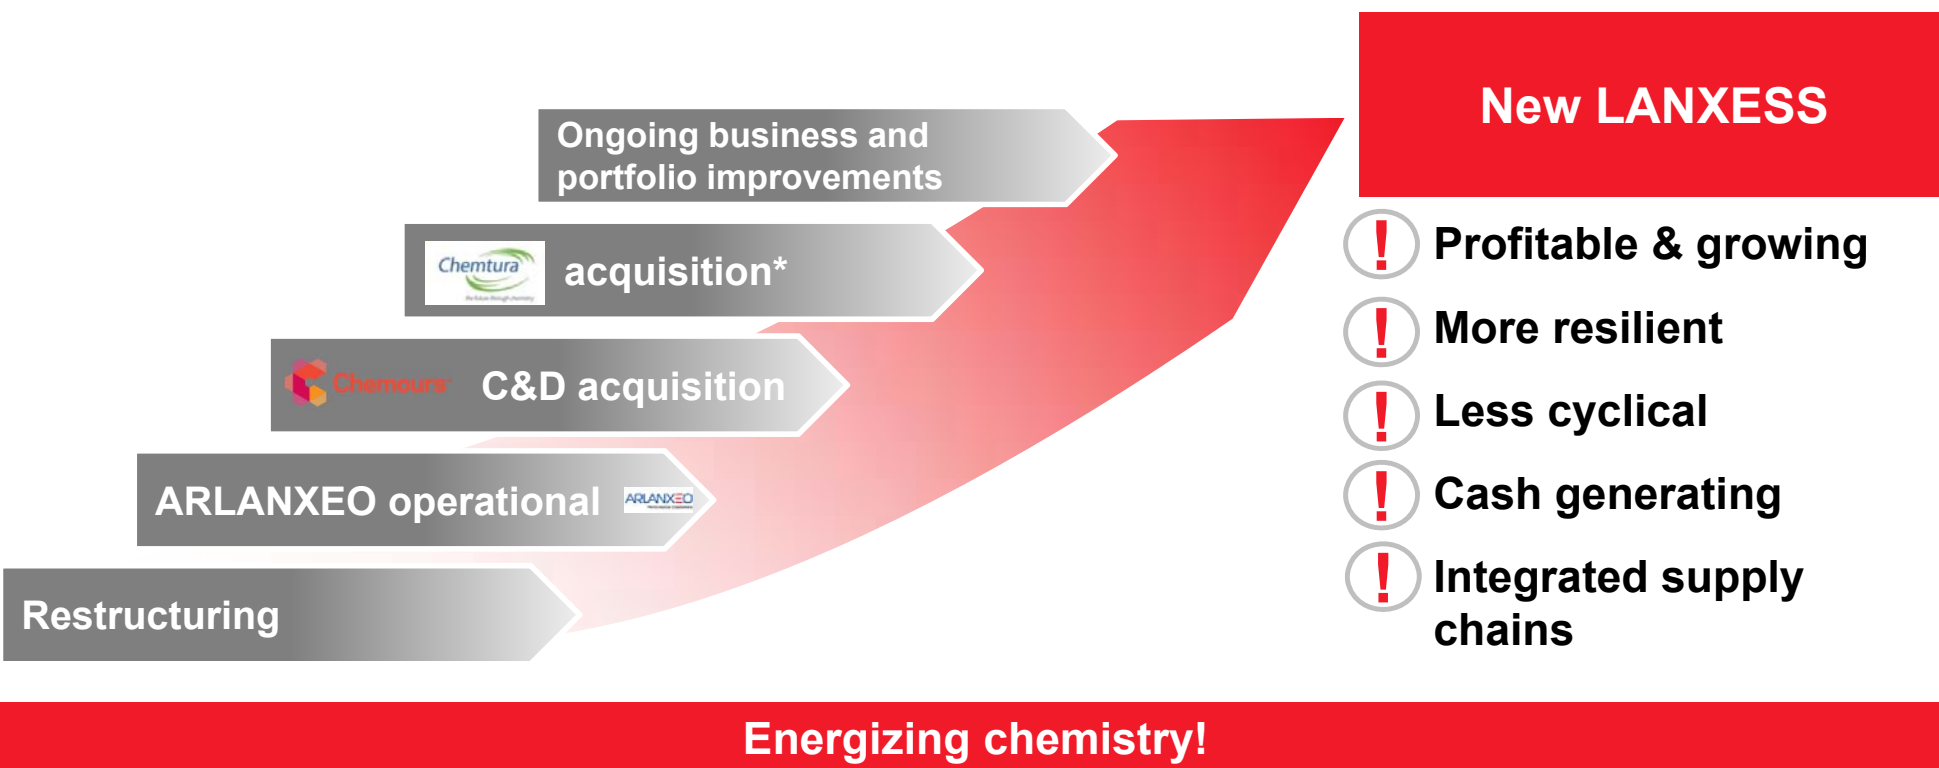 New LANXESS
Ongoing business and
portfolio improvements
Chemtura
acquisition*
Chemours
C&D acquisition
ARLANXEO operational
ARLANXEO
Restructuring
! Profitable & growing
! More resilient
! Less cyclical
! Cash generating
! Integrated supply
chains
Energizing chemistry!